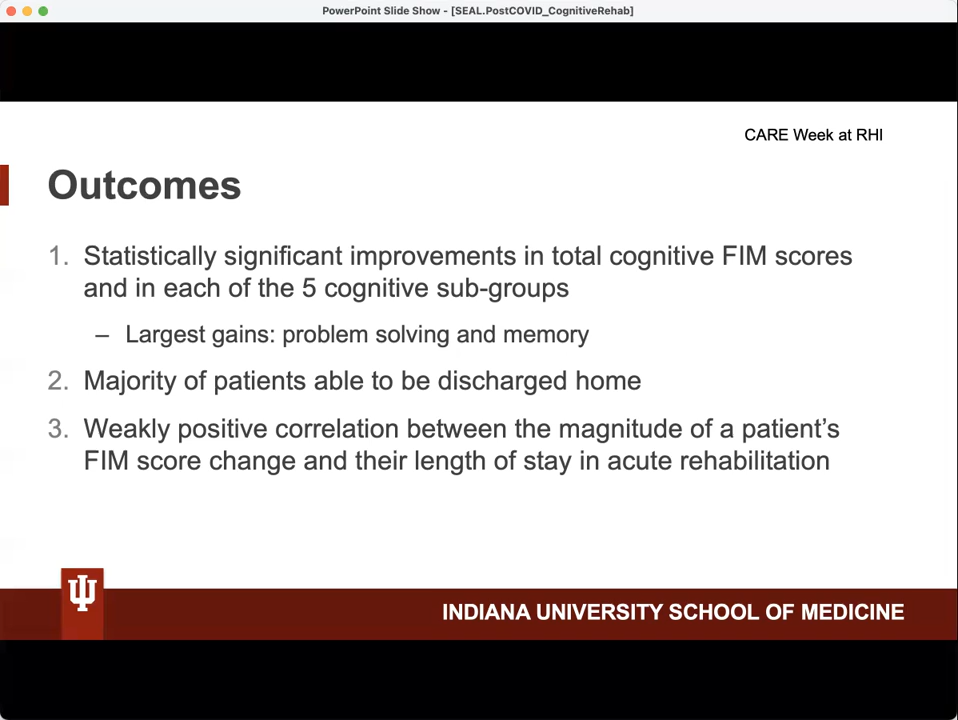 PowerPoint Slide Show - [SEAL.PostCOVID_CognitiveRehab]
CARE Week at RHI
Outcomes
1. Statistically significant improvements in total cognitive FIM scores
and in each of the 5 cognitive sub-groups
– Largest gains: problem solving and memory
2. Majority of patients able to be discharged home
3. Weakly positive correlation between the magnitude of a patient’s
FIM score change and their length of stay in acute rehabilitation
INDIANA UNIVERSITY SCHOOL OF MEDICINE